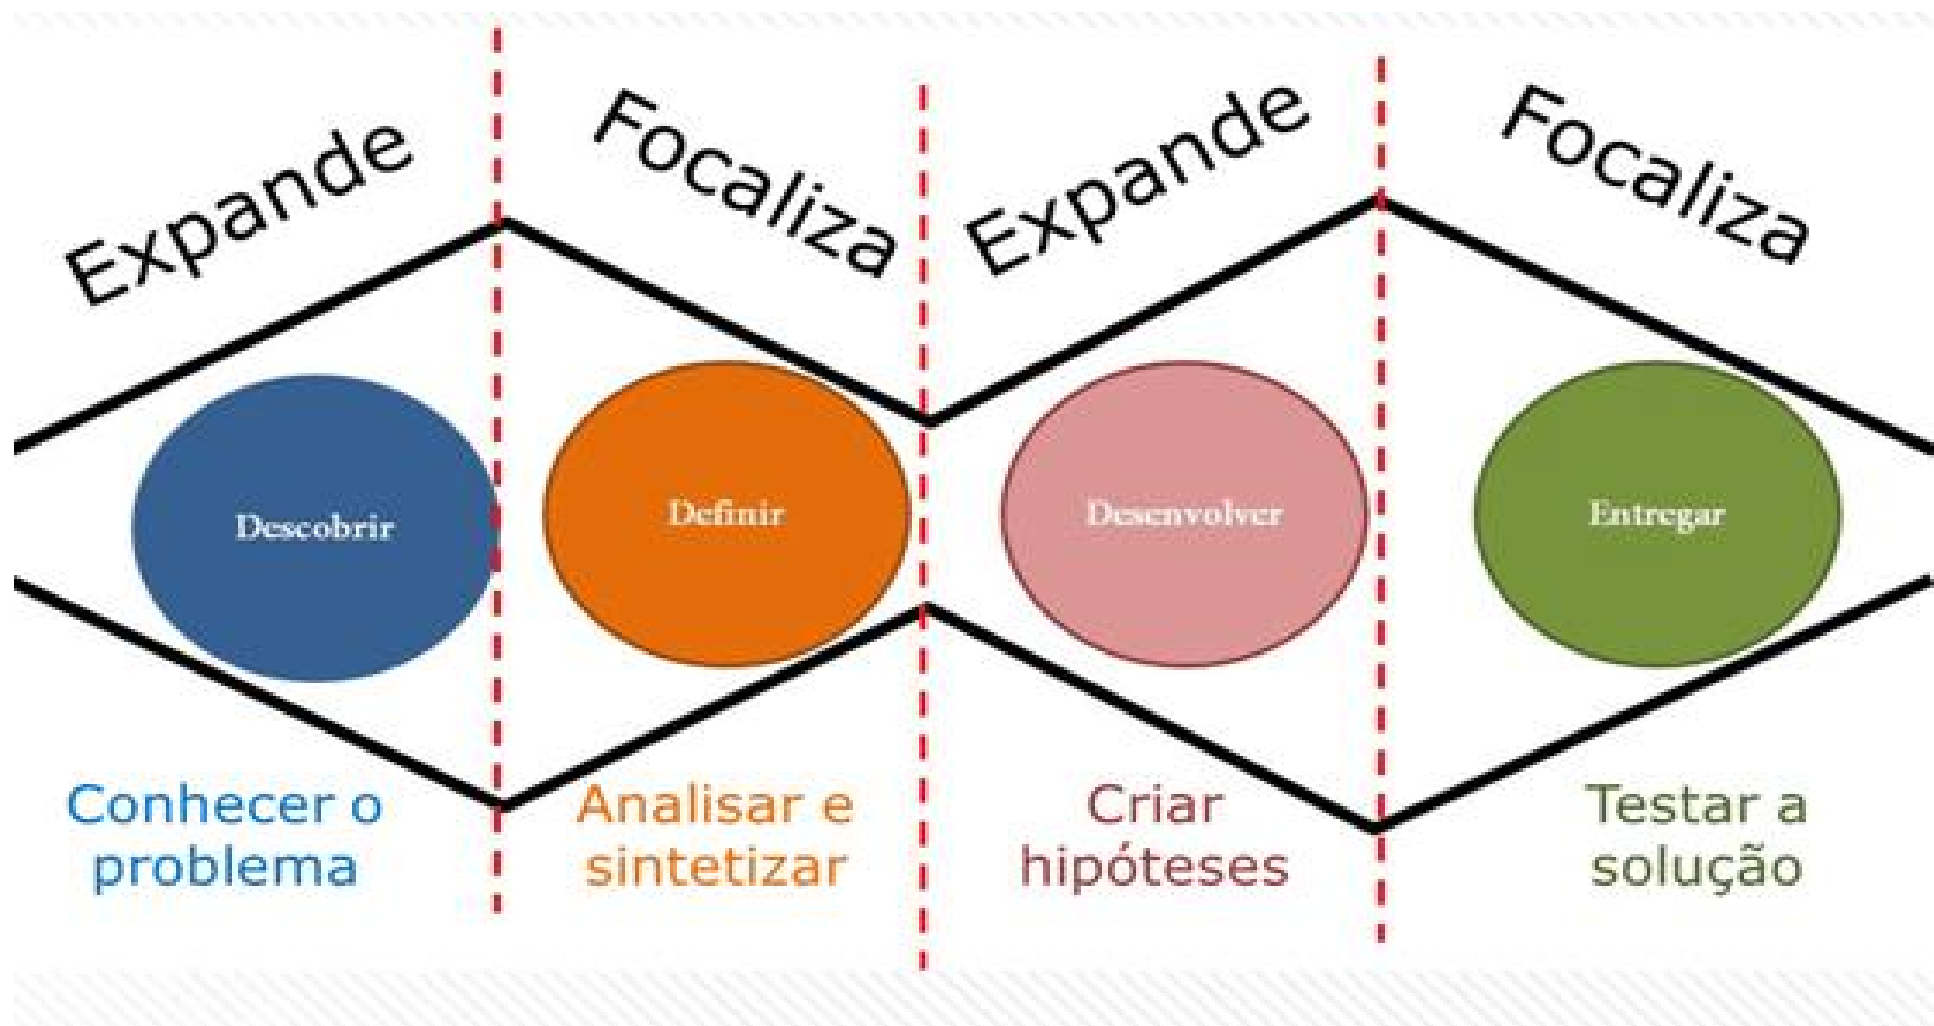 Expande
Focaliza
Expande
Focaliza
Descobrir
Definir
Desenvolver
Entregar
Conhecer o
problema
Analisar e
sintetizar
Criar
hipóteses
Testar a
solução